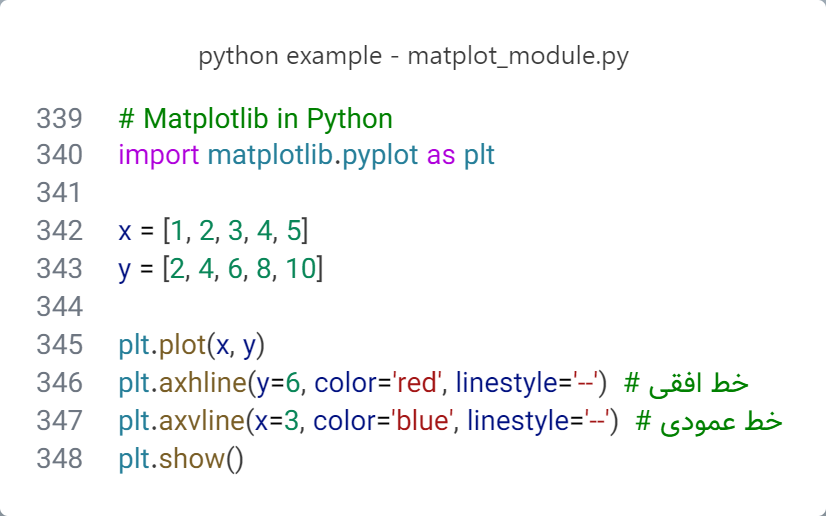 python example - matplot_module.py
339 # Matplotlib in Python
340 import matplotlib.pyplot as plt
341
342 x = [1, 2, 3, 4, 5]
343 y = [2, 4, 6, 8, 10]
344
345 plt.plot(x, y)
346 plt.axhline(y=6, color='red', linestyle='--')  # خط افقی
347 plt.axvline(x=3, color='blue', linestyle='--')  # خط عمودی
348 plt.show()